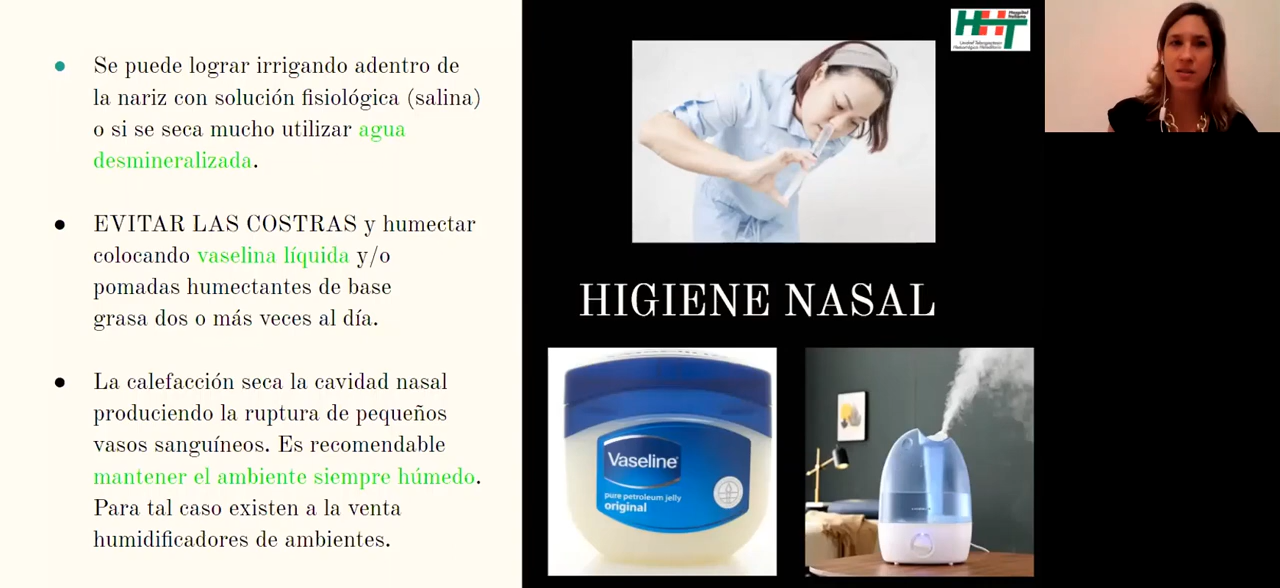 Se puede lograr irrigando adentro de
la nariz con solución fisiológica (salina)
o si se seca mucho utilizar agua
desmineralizada.
EVITAR LAS COSTRAS y humectar
colocando vaselina líquida y/o
pomadas humectantes de base
grasa dos o más veces al día.
La calefacción seca la cavidad nasal
produciendo la ruptura de pequeños
vasos sanguíneos. Es recomendable
mantener el ambiente siempre húmedo.
Para tal caso existen a la venta
humidificadores de ambientes.
HHT
Hospital
Italiano
HIGIENE NASAL
Vaseline
pure petroleum jelly
original